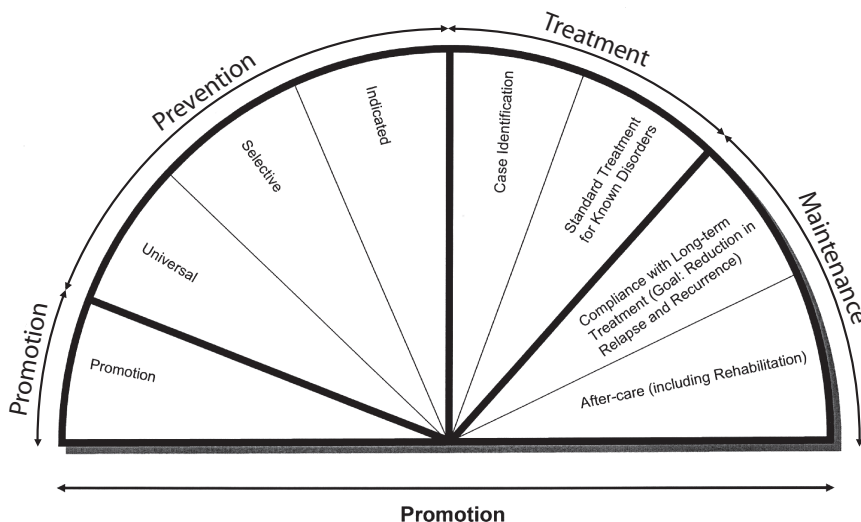 Promotion
Prevention
Treatment
Maintenance
Promotion
Universal
Selective
Indicated
Case Identification
Standard Treatment
for Known Disorders
Compliance with Long-term
Treatment (Goal: Reduction in
Relapse and Recurrence)
After-care (including Rehabilitation)
Promotion